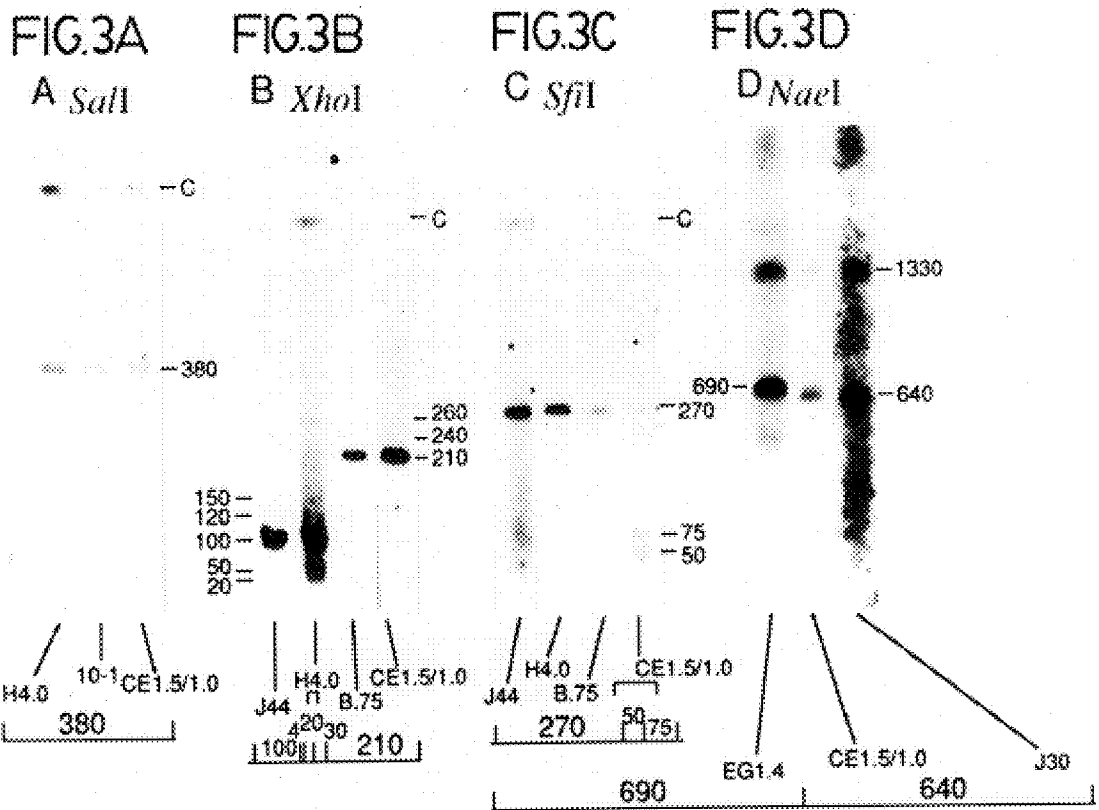 FIG.3A FIG.3B FIG.3C FIG.3D
A SalI B XhoI C SfiI D NaeI
C
380
C
260
240
210
150
120
100
50
20
C
270
75
50
1330
690
640
H4.0 10-1 CE1.5/1.0
380
J44 H4.0 B.75 CE1.5/1.0
100 4 20 30 210
J44 H4.0 B.75 CE1.5/1.0
270 50 75
EG1.4 CE1.5/1.0 J30
690 640